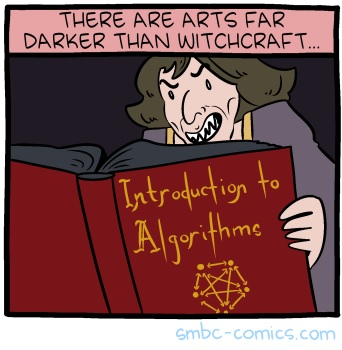 THERE ARE ARTS FAR
DARKER THAN WITCHCRAFT...
Introduction to
Algorithms
smbc-comics.com